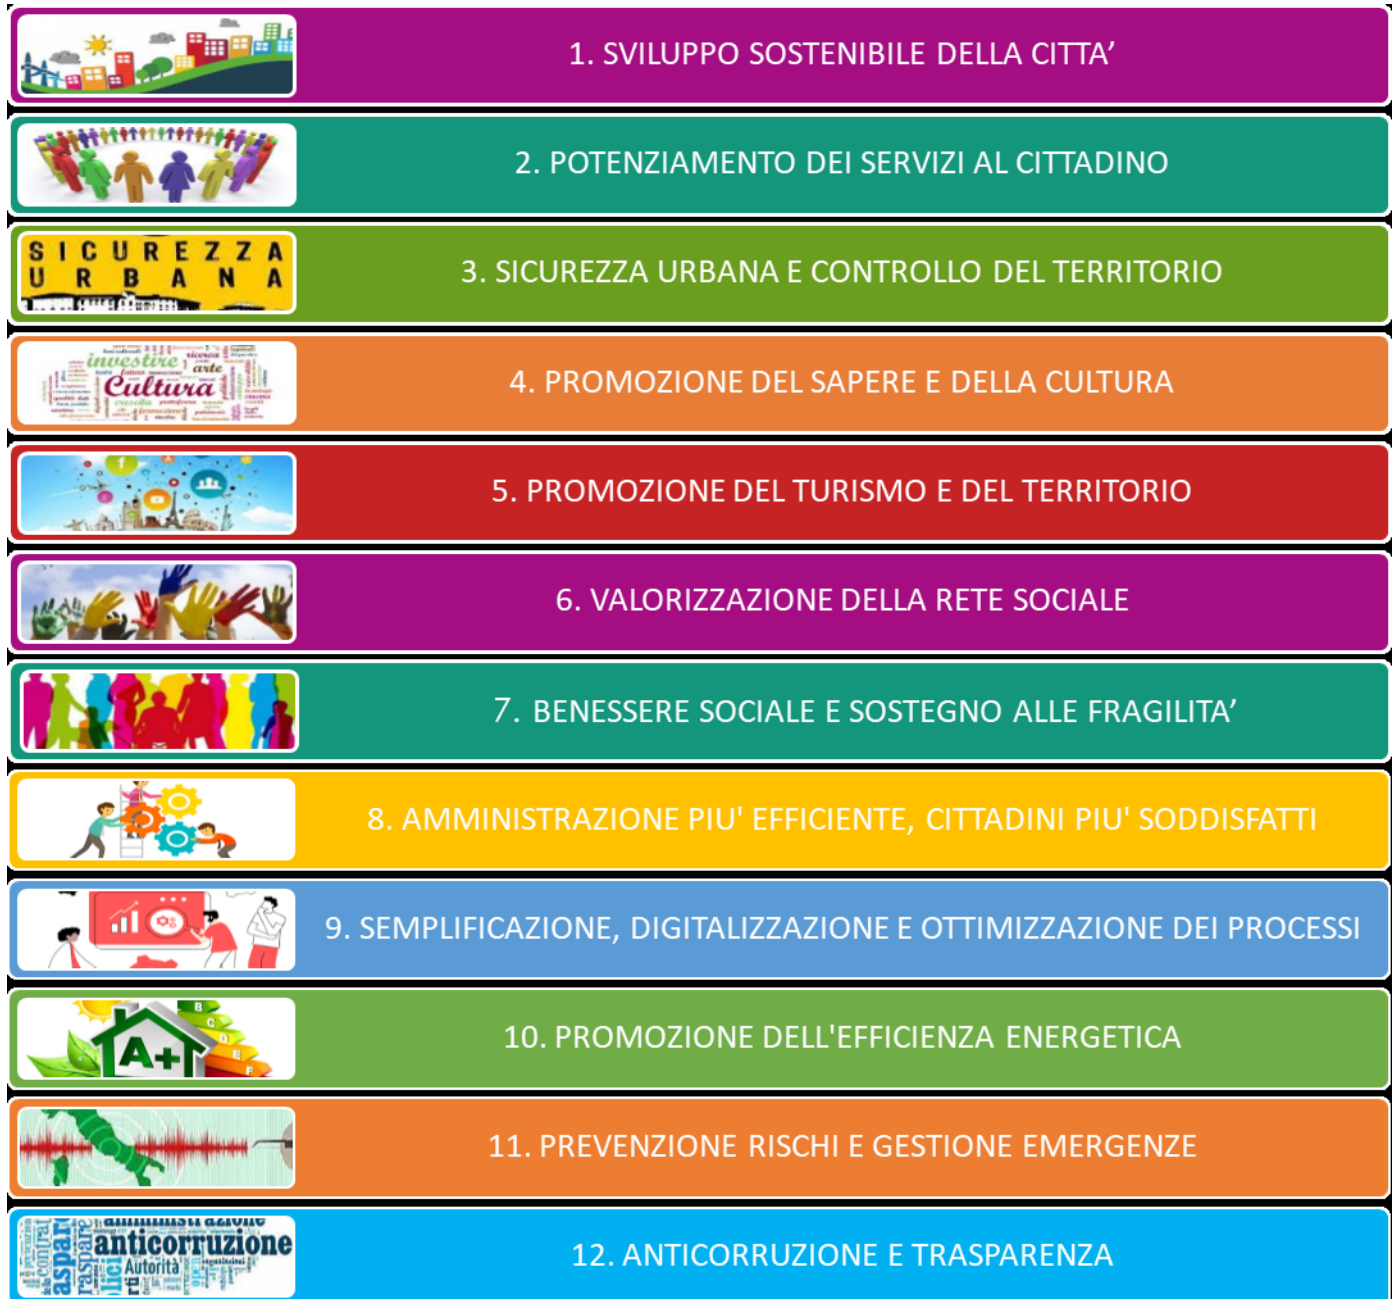 1. SVILUPPO SOSTENIBILE DELLA CITTA’
2. POTENZIAMENTO DEI SERVIZI AL CITTADINO
SICUREZZA
URBANA
3. SICUREZZA URBANA E CONTROLLO DEL TERRITORIO
investire
ricerca
arte
Cultura
crescita
4. PROMOZIONE DEL SAPERE E DELLA CULTURA
5. PROMOZIONE DEL TURISMO E DEL TERRITORIO
6. VALORIZZAZIONE DELLA RETE SOCIALE
7. BENESSERE SOCIALE E SOSTEGNO ALLE FRAGILITA’
8. AMMINISTRAZIONE PIU' EFFICIENTE, CITTADINI PIU' SODDISFATTI
9. SEMPLIFICAZIONE, DIGITALIZZAZIONE E OTTIMIZZAZIONE DEI PROCESSI
A+
B
C
D
E
F
10. PROMOZIONE DELL'EFFICIENZA ENERGETICA
11. PREVENZIONE RISCHI E GESTIONE EMERGENZE
amministrazione
anticorruzione
Autorità
12. ANTICORRUZIONE E TRASPARENZA